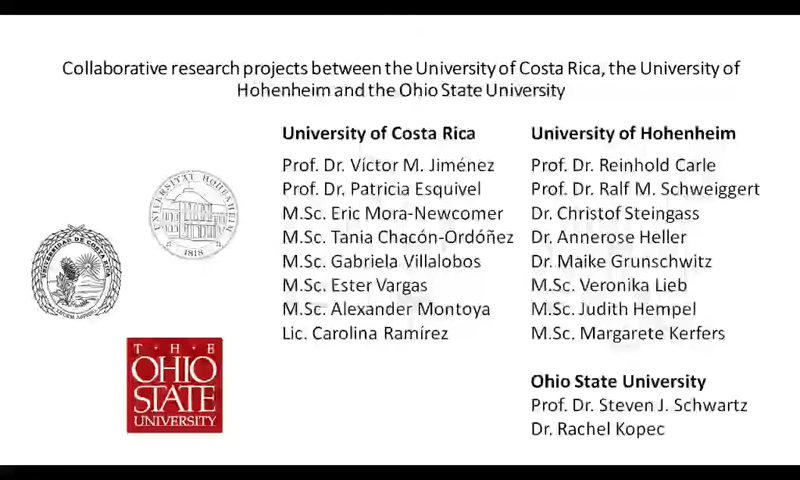 Collaborative research projects between the University of Costa Rica, the University of
Hohenheim and the Ohio State University
University of Costa Rica
Prof. Dr. Víctor M. Jiménez
Prof. Dr. Patricia Esquivel
M.Sc. Eric Mora-Newcomer
M.Sc. Tania Chacón-Ordóñez
M.Sc. Gabriela Villalobos
M.Sc. Ester Vargas
M.Sc. Alexander Montoya
Lic. Carolina Ramírez
University of Hohenheim
Prof. Dr. Reinhold Carle
Prof. Dr. Ralf M. Schweiggert
Dr. Christof Steingass
Dr. Annerose Heller
Dr. Maike Grunschwitz
M.Sc. Veronika Lieb
M.Sc. Judith Hempel
M.Sc. Margarete Kerfers
Ohio State University
Prof. Dr. Steven J. Schwartz
Dr. Rachel Kopec
UNIVERSITÄT HOHENHEIM
1818
UNIVERSIDAD DE COSTA RICA
T · H · E
OHIO
STATE
UNIVERSITY